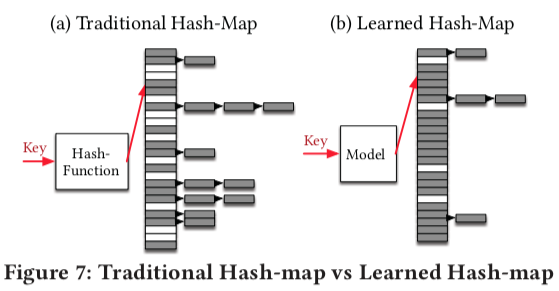 (a) Traditional Hash-Map
(b) Learned Hash-Map
Key
Hash-
Function
Key
Model
Figure 7: Traditional Hash-map vs Learned Hash-map